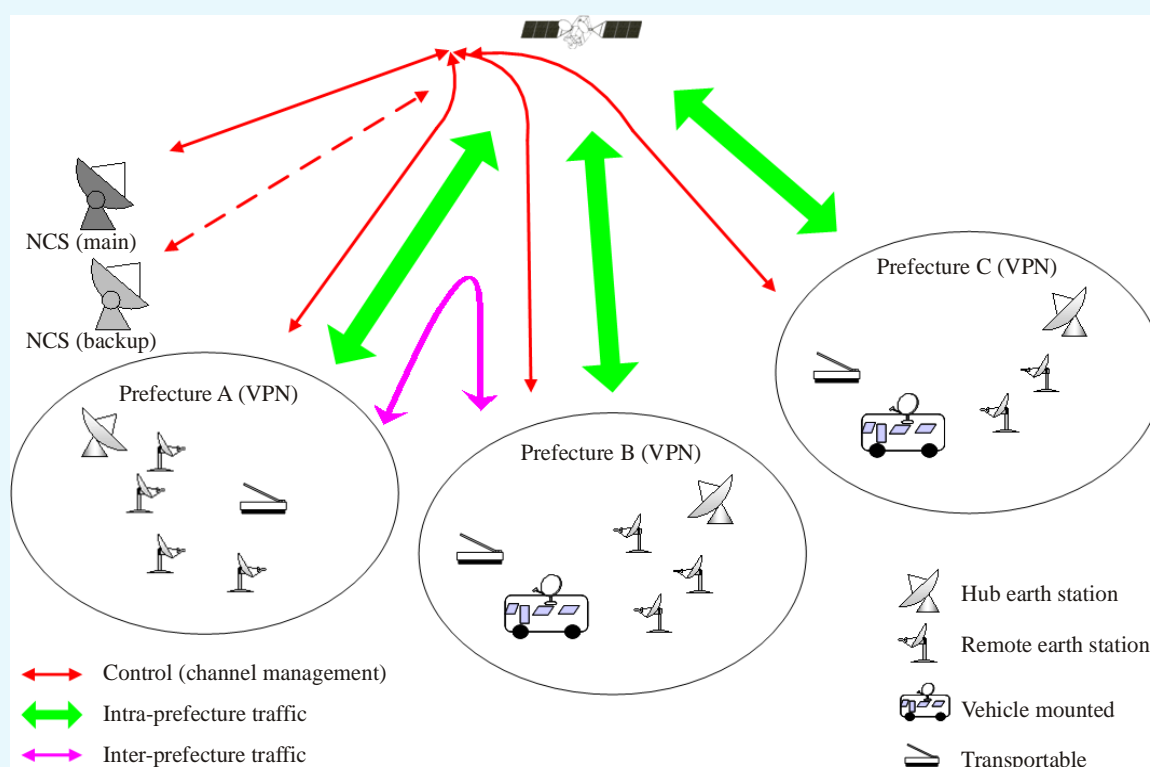 NCS (main)
NCS (backup)
Prefecture A (VPN)
Prefecture B (VPN)
Prefecture C (VPN)
Control (channel management)
Intra-prefecture traffic
Inter-prefecture traffic
Hub earth station
Remote earth station
Vehicle mounted
Transportable